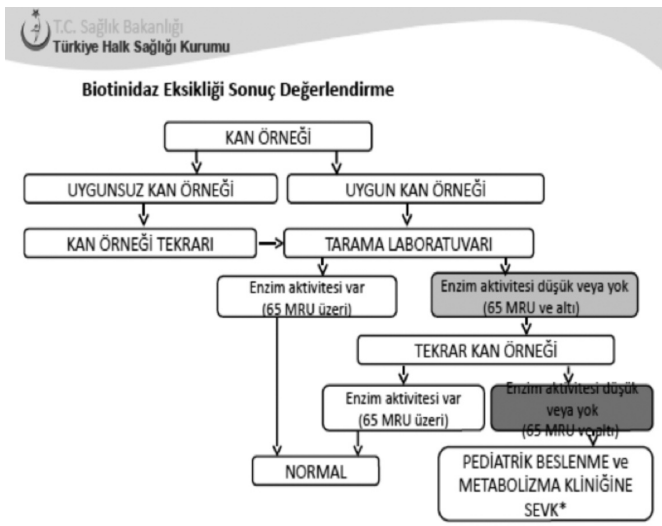 T.C. Sağlık Bakanlığı
Türkiye Halk Sağlığı Kurumu
Biotinidaz Eksikliği Sonuç Değerlendirme
KAN ÖRNEĞİ
UYGUNSUZ KAN ÖRNEĞİ
UYGUN KAN ÖRNEĞİ
KAN ÖRNEĞİ TEKRARI
TARAMA LABORATUVARI
Enzim aktivitesi var
(65 MRU üzeri)
Enzim aktivitesi düşük veya yok
(65 MRU ve altı)
TEKRAR KAN ÖRNEĞİ
Enzim aktivitesi var
(65 MRU üzeri)
Enzim aktivitesi düşük
veya yok
(65 MRU ve altı)
NORMAL
PEDİATRİK BESLENME ve
METABOLİZMA KLİNİĞİNE
SEVK*